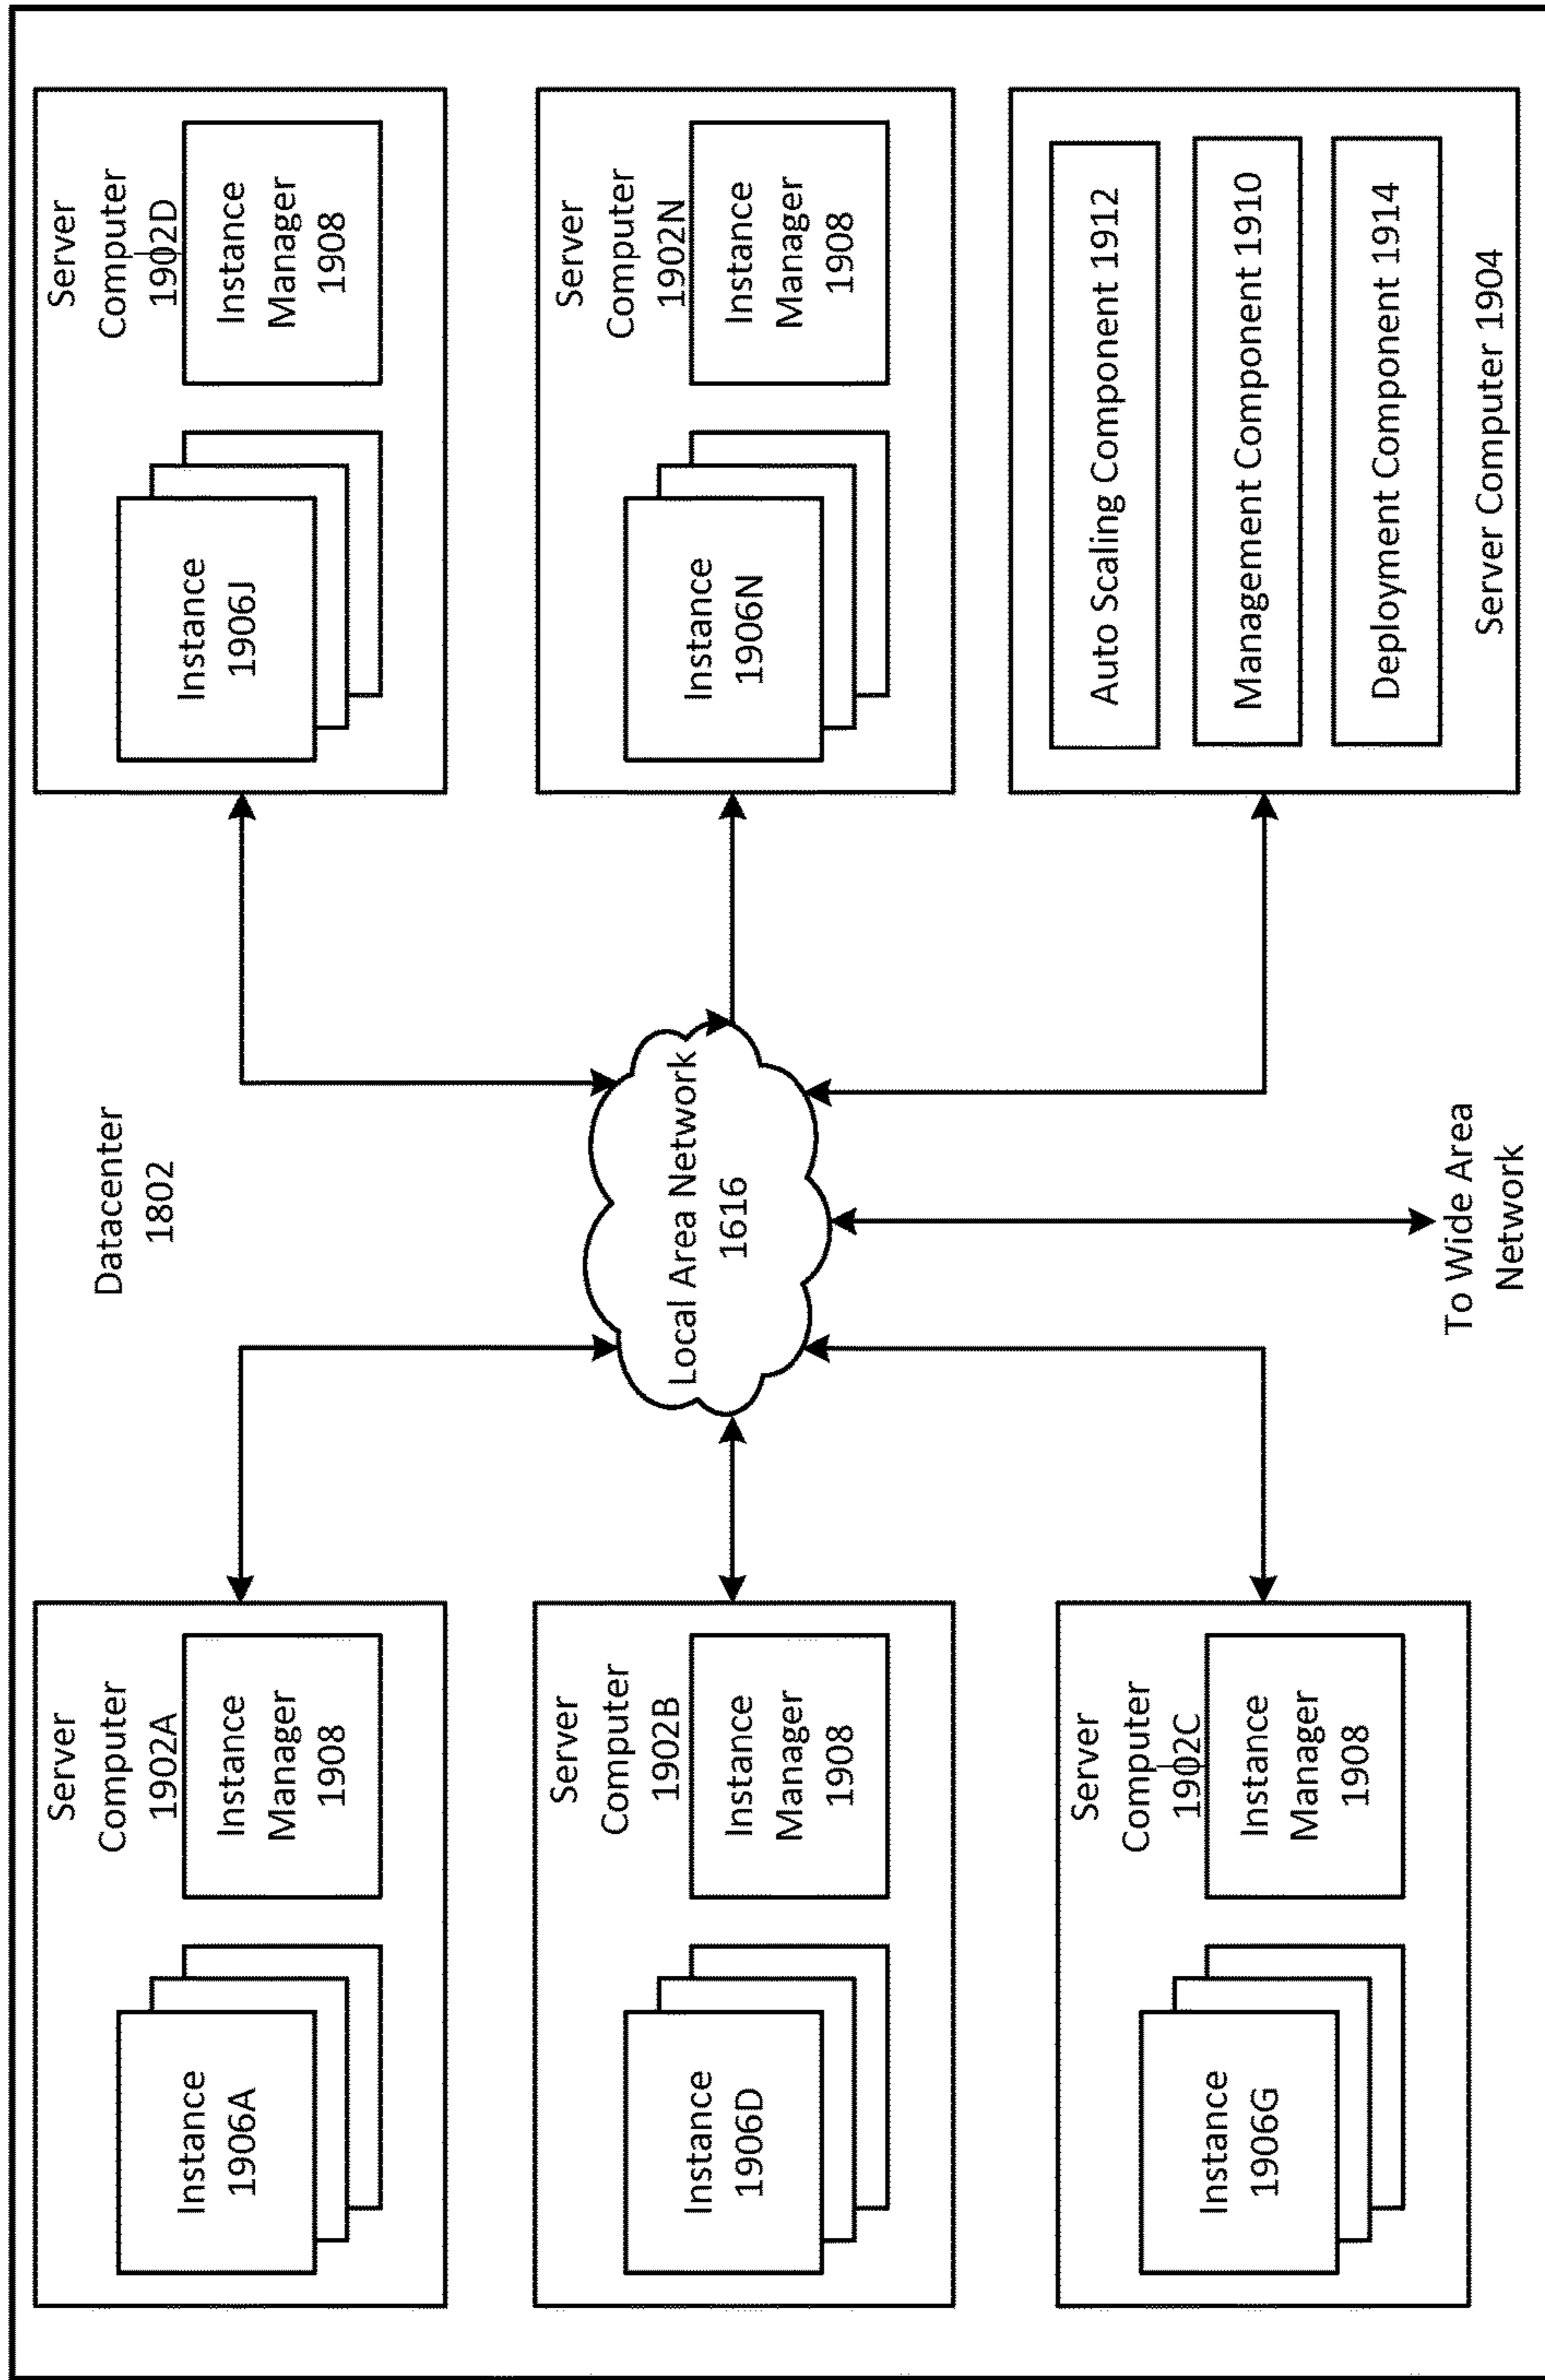 Datacenter
1802
Server
Computer
1902A
Instance
Manager
1908
Instance
1906A
Server
Computer
1902D
Instance
Manager
1908
Instance
1906J
Server
Computer
1902B
Instance
Manager
1908
Instance
1906D
Local Area Network
1616
Server
Computer
1902N
Instance
Manager
1908
Instance
1906N
Server
Computer
1902C
Instance
Manager
1908
Instance
1906G
To Wide Area
Network
Auto Scaling Component 1912
Management Component 1910
Deployment Component 1914
Server Computer 1904